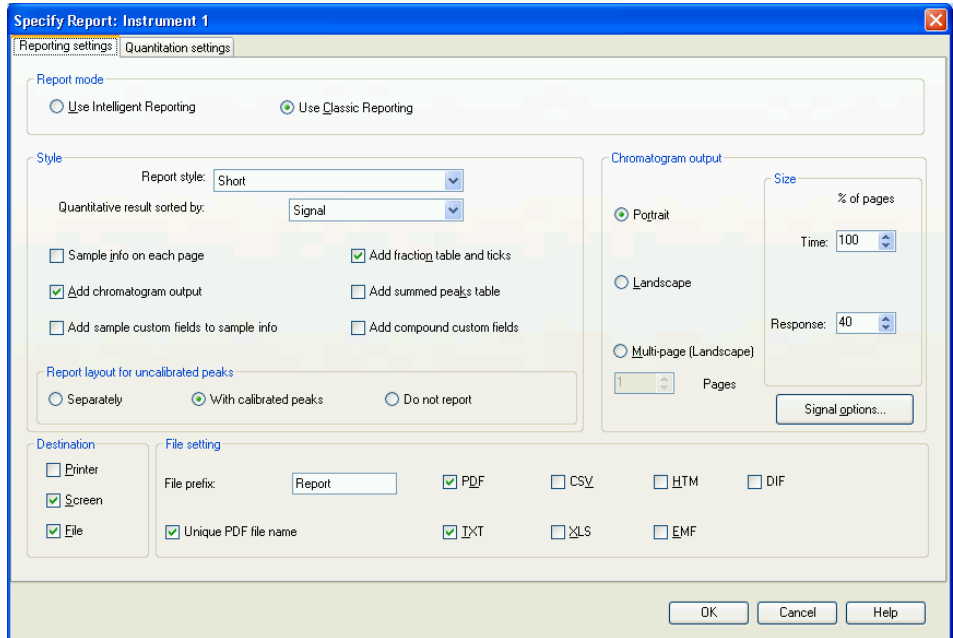 Specify Report: Instrument 1
Reporting settings
Quantitation settings
Report mode
Use Intelligent Reporting
Use Classic Reporting
Style
Report style:
Short
Quantitative result sorted by:
Signal
Sample info on each page
Add fraction table and ticks
Add chromatogram output
Add summed peaks table
Add sample custom fields to sample info
Add compound custom fields
Report layout for uncalibrated peaks
Separately
With calibrated peaks
Do not report
Chromatogram output
Portrait
Landscape
Multi-page (Landscape)
1
Pages
Size
% of pages
Time:
100
Response:
40
Signal options...
Destination
Printer
Screen
File
File setting
File prefix:
Report
PDF
CSV
HTM
DIF
Unique PDF file name
TXT
XLS
EMF
OK
Cancel
Help